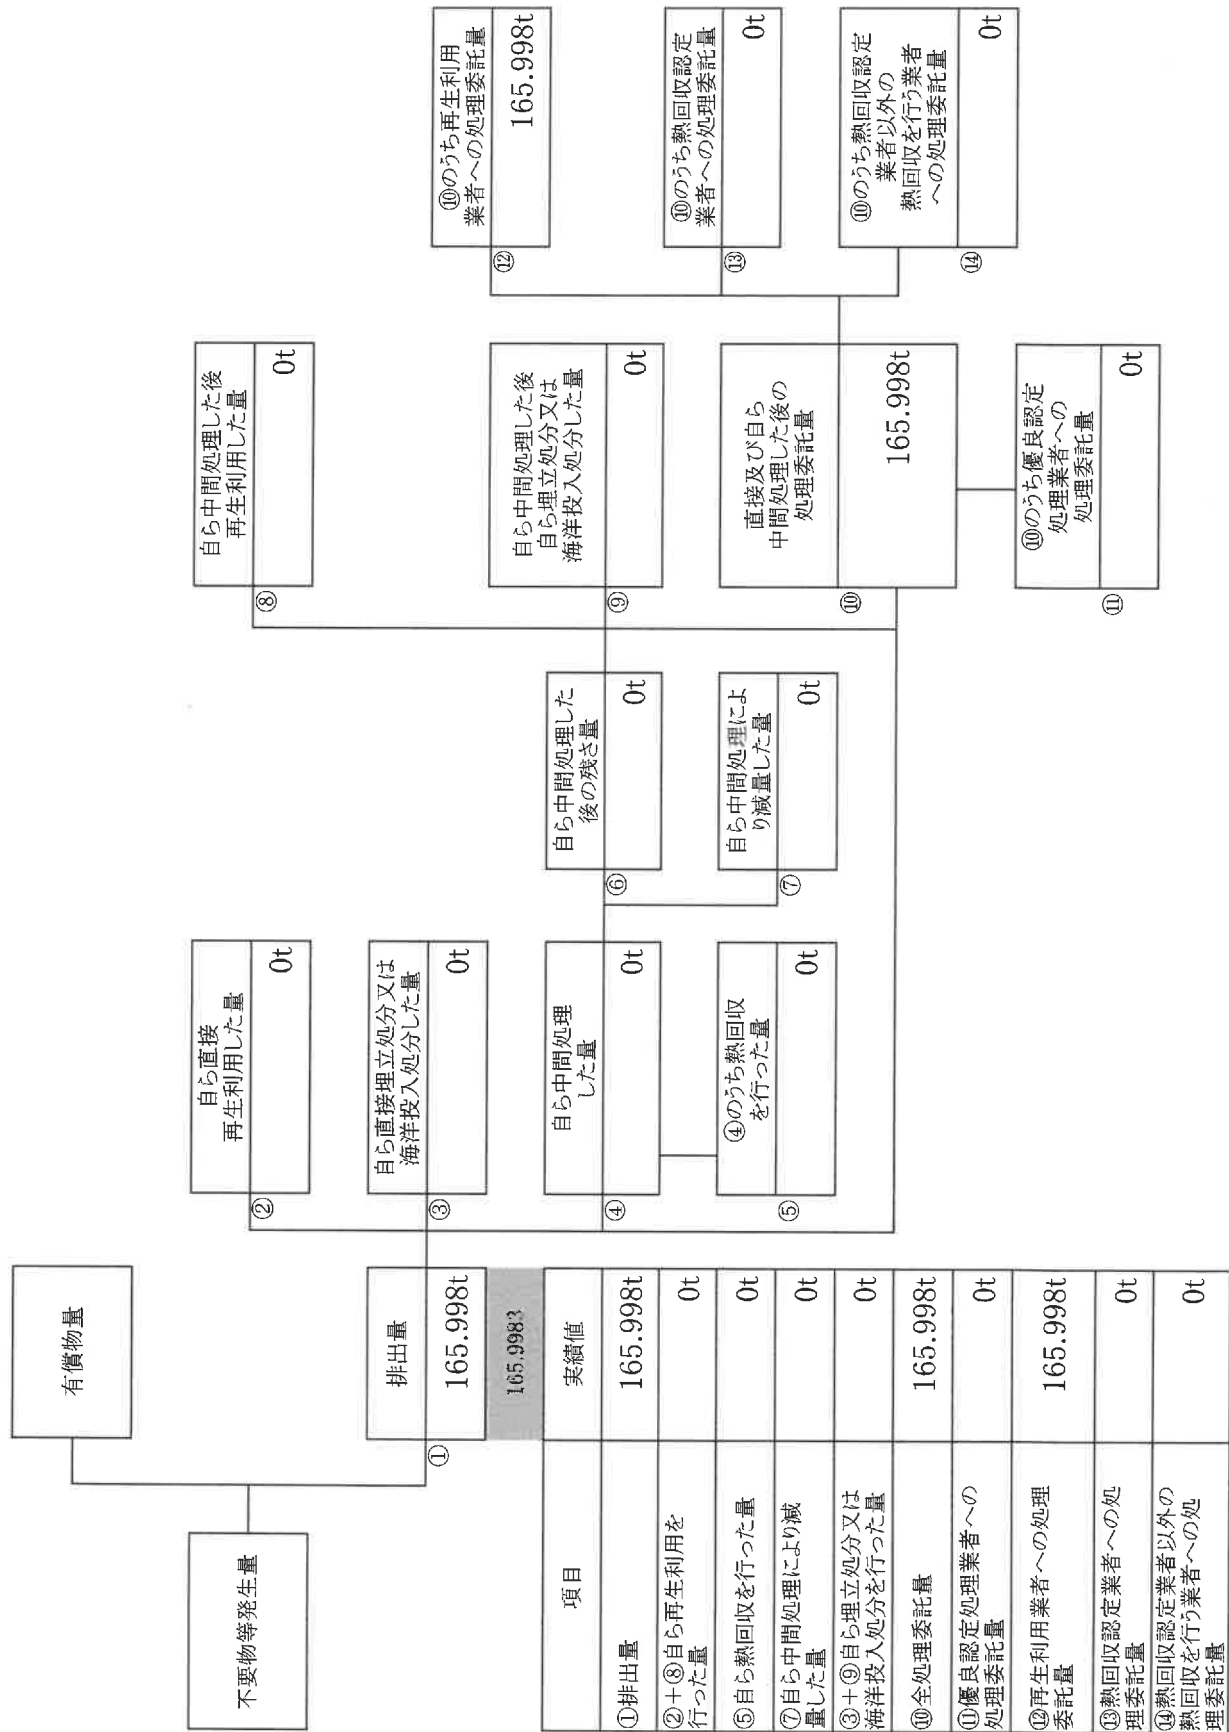 有償物量
不要物等発生量
排出量
①
165.998t
165.9983
自ら直接
再生利用した量
②
0t
自ら直接埋立処分又は
海洋投入処分した量
③
0t
自ら中間処理
した量
④
0t
④のうち熱回収
を行った量
⑤
0t
自ら中間処理した
後の残さ量
⑥
0t
自ら中間処理によ
り減量した量
⑦
0t
自ら中間処理した後
再生利用した量
⑧
0t
自ら中間処理した後
自ら埋立処分又は
海洋投入処分した量
⑨
0t
直接及び自ら
中間処理した後の
処理委託量
⑩
165.998t
⑩のうち優良認定
処理業者への
処理委託量
⑪
0t
⑩のうち再生利用
業者への処理委託量
⑫
165.998t
⑩のうち熱回収認定
業者への処理委託量
⑬
0t
⑩のうち熱回収認定
業者以外の
熱回収を行う業者
への処理委託量
⑭
0t
項目 実績値
①排出量 165.998t
②+⑧自ら再生利用を
行った量 0t
⑤自ら熱回収を行った量 0t
⑦自ら中間処理により減
量した量 0t
③+⑨自ら埋立処分又は
海洋投入処分を行った量 0t
⑩全処理委託量 165.998t
⑪優良認定処理業者への
処理委託量 0t
⑫再生利用業者への処理
委託量 165.998t
⑬熱回収認定業者への処
理委託量 0t
⑭熱回収認定業者以外の
熱回収を行う業者への処
理委託量 0t